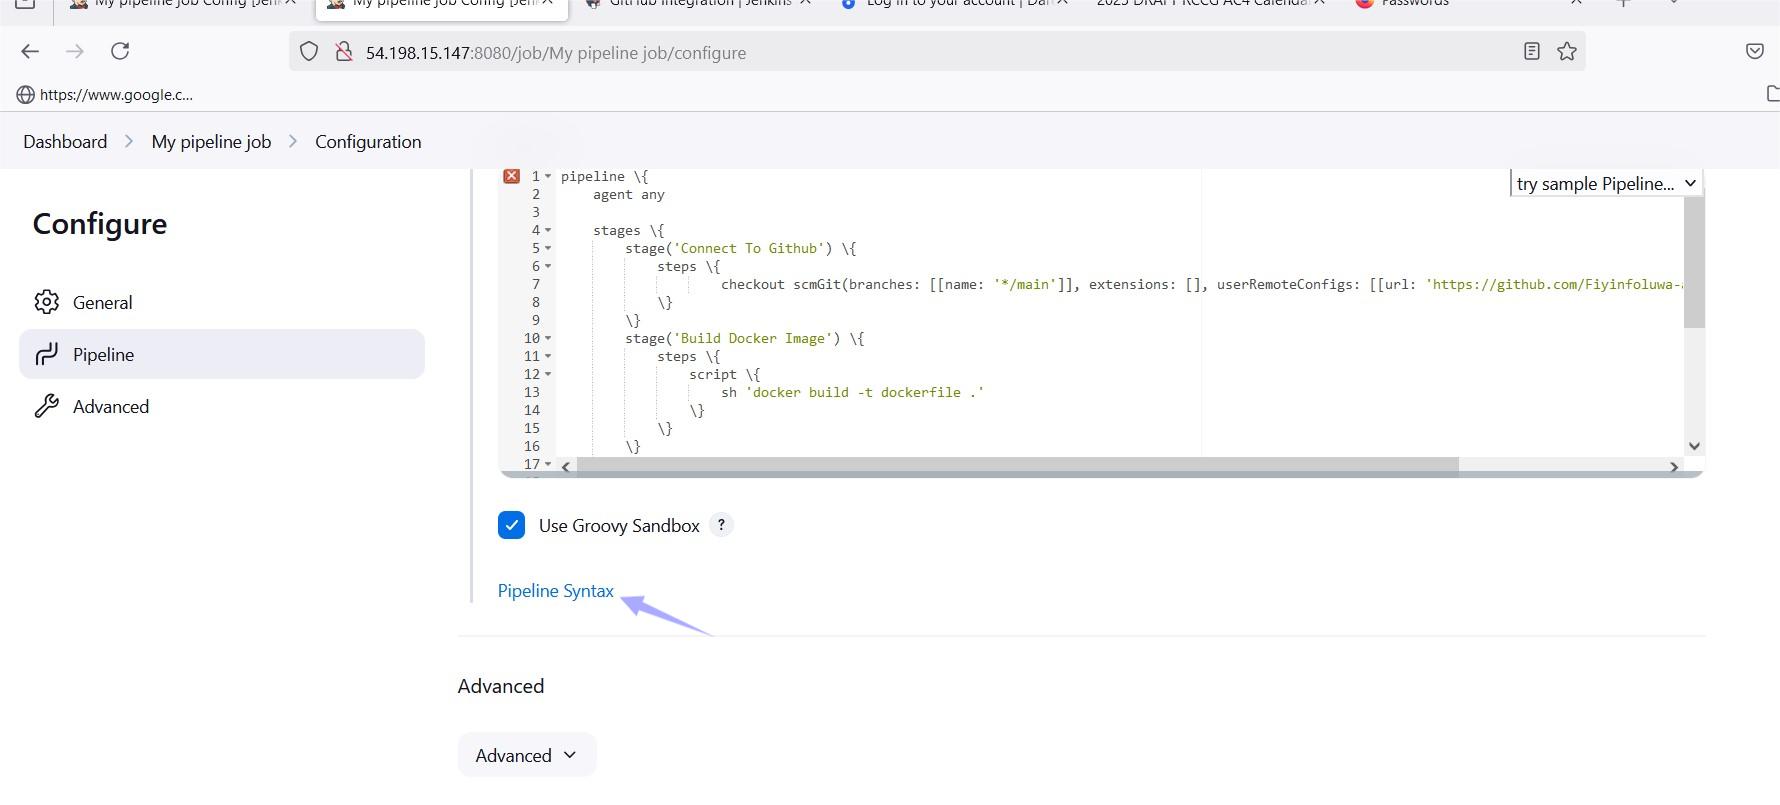 My pipeline job Config [Jenk
My pipeline job Config [Jenk
GitHub Integration | Jenkins
Log in to your account | Dar
2025 DRAFT RCCG AC4 Calenda
Passwords
54.198.15.147:8080/job/My pipeline job/configure
https://www.google.c...
Dashboard > My pipeline job > Configuration
Configure
General
Pipeline
Advanced
1 pipeline \{
2     agent any
3
4     stages \{
5         stage('Connect To Github') \{
6             steps \{
7                     checkout scmGit(branches: [[name: '*/main']], extensions: [], userRemoteConfigs: [[url: 'https://github.com/Fiyinfoluwa-
8             \}
9         \}
10         stage('Build Docker Image') \{
11             steps \{
12                 script \{
13                     sh 'docker build -t dockerfile .'
14                 \}
15             \}
16         \}
17
try sample Pipeline...
Use Groovy Sandbox ?
Pipeline Syntax
Advanced
Advanced